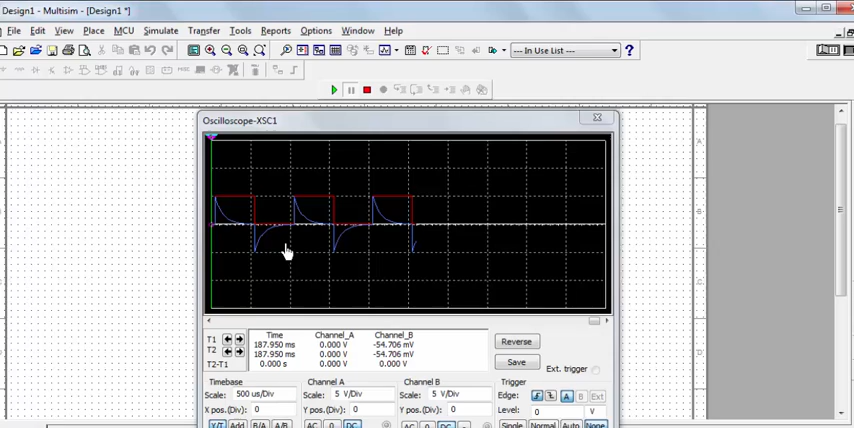 Design1 - Multisim - [Design1 *]
File Edit View Place MCU Simulate Transfer Tools Reports Options Window Help
--- In Use List ---
Oscilloscope-XSC1
Time Channel_A Channel_B
T1 187.950 ms 0.000 V -54.706 mV
T2 187.950 ms 0.000 V -54.706 mV
T2-T1 0.000 s 0.000 V 0.000 V
Reverse
Save
Ext. trigger
Timebase Channel A Channel B Trigger
Scale: 500 us/Div Scale: 5 V/Div Scale: 5 V/Div Edge: A B Ext
X pos.(Div): 0 Y pos.(Div): 0 Y pos.(Div): 0 Level: 0 V
Y/T Add B/A A/B AC 0 DC AC 0 DC - Single Normal Auto None